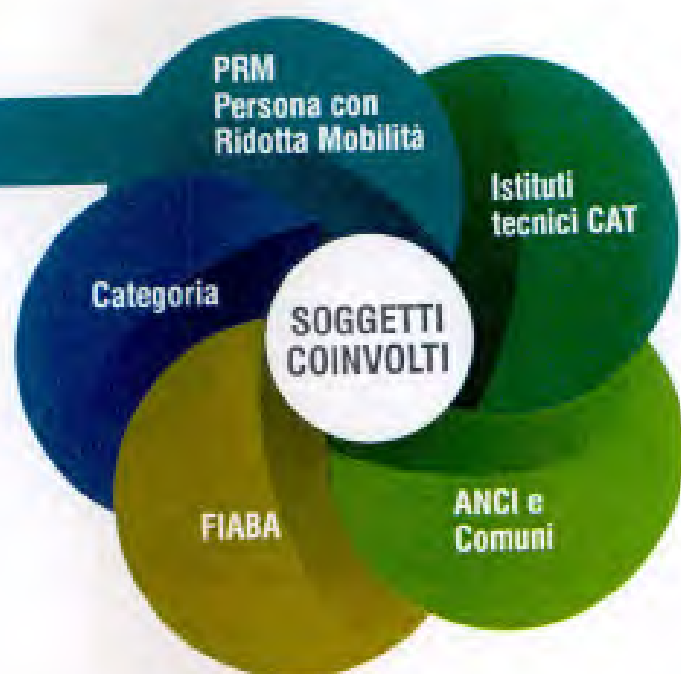 PRM
Persona con
Ridotta Mobilità
Istituti
tecnici CAT
Categoria
SOGGETTI
COINVOLTI
ANCI e
Comuni
FIABA